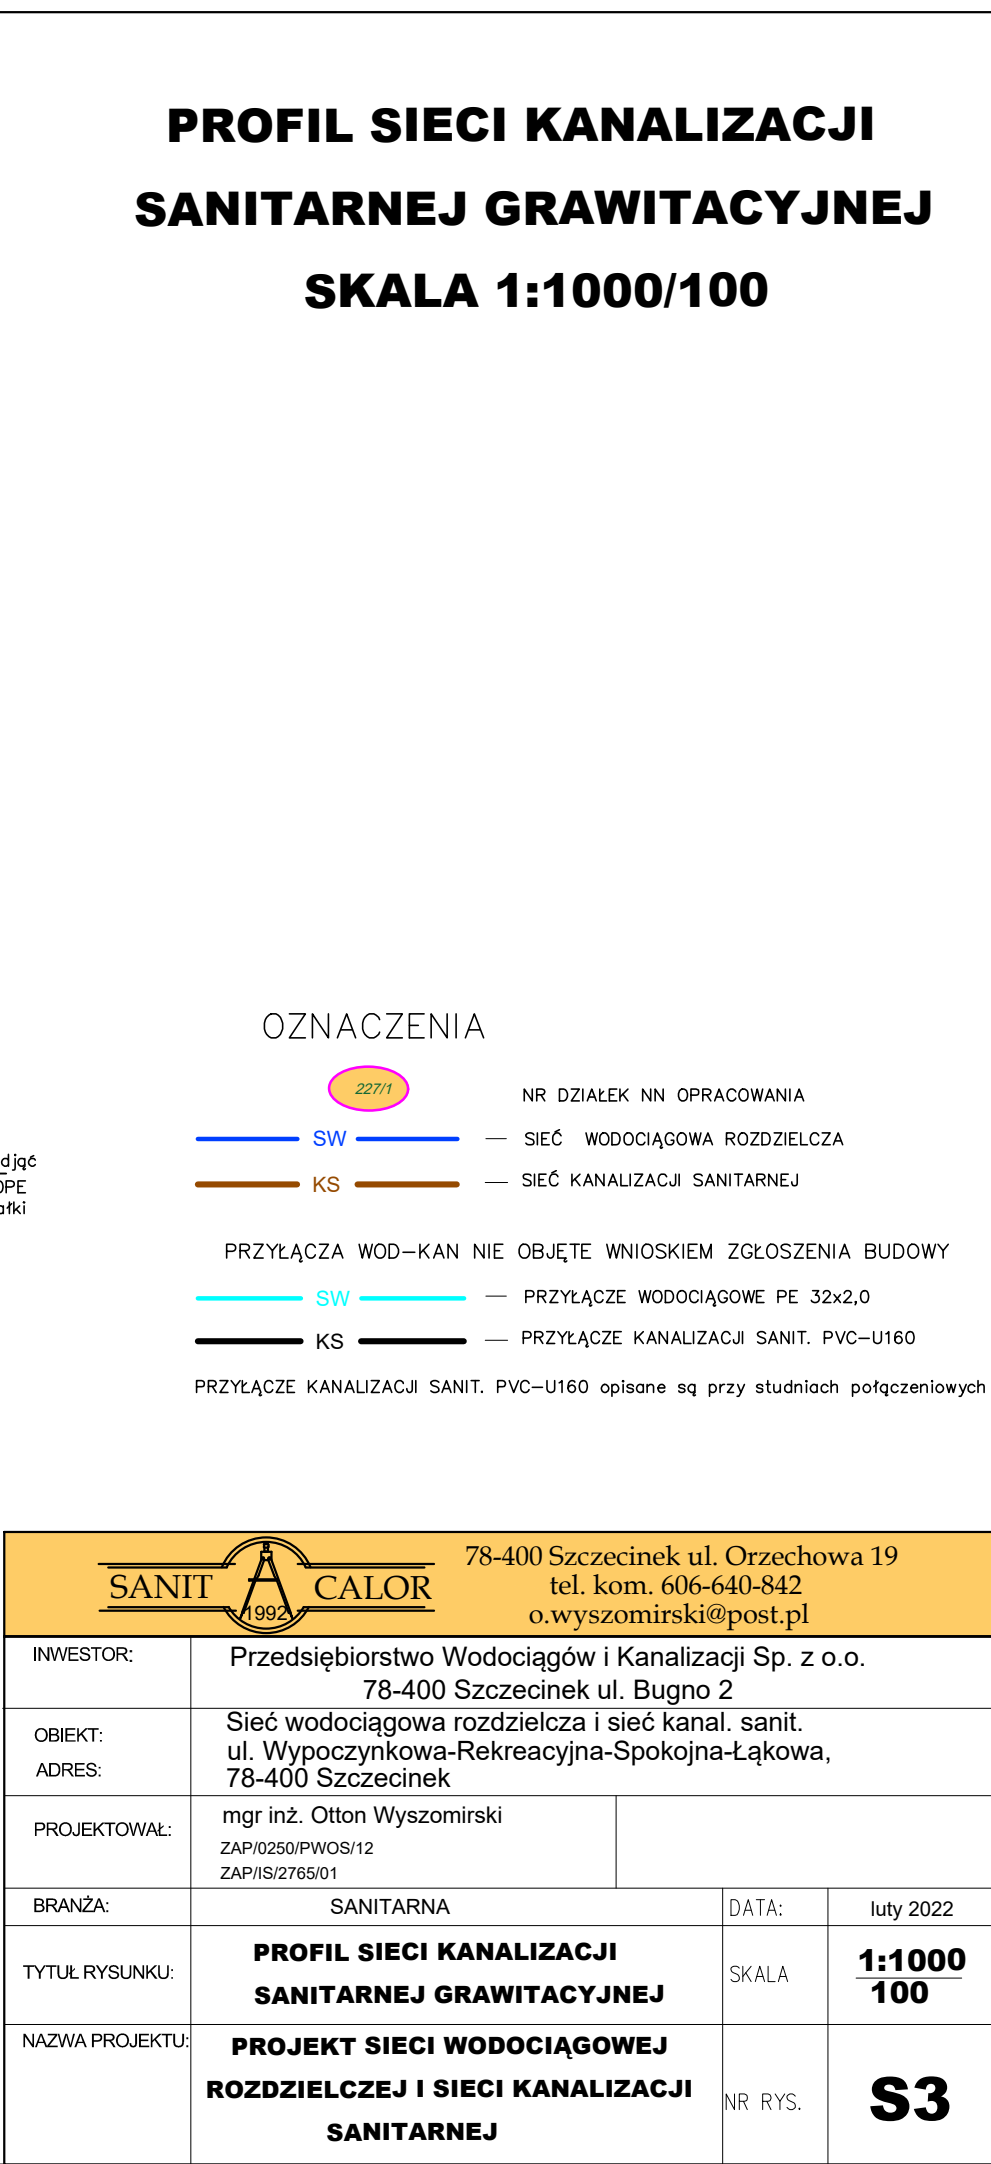 PROFIL SIECI KANALIZACJI
SANITARNEJ GRAWITACYJNEJ
SKALA 1:1000/100
OZNACZENIA
227/1 NR DZIAŁEK NN OPRACOWANIA
SW — SIEĆ WODOCIĄGOWA ROZDZIELCZA
KS — SIEĆ KANALIZACJI SANITARNEJ
PRZYŁĄCZA WOD-KAN NIE OBJĘTE WNIOSKIEM ZGŁOSZENIA BUDOWY
SW — PRZYŁĄCZE WODOCIĄGOWE PE 32x2,0
KS — PRZYŁĄCZE KANALIZACJI SANIT. PVC-U160
PRZYŁĄCZE KANALIZACJI SANIT. PVC-U160 opisane są przy studniach połączeniowych
SANIT CALOR
1992
78-400 Szczecinek ul. Orzechowa 19
tel. kom. 606-640-842
o.wyszomirski@post.pl
INWESTOR:
Przedsiębiorstwo Wodociągów i Kanalizacji Sp. z o.o.
78-400 Szczecinek ul. Bugno 2
OBIEKT:
ADRES:
Sieć wodociągowa rozdzielcza i sieć kanal. sanit.
ul. Wypoczynkowa-Rekreacyjna-Spokojna-Łąkowa,
78-400 Szczecinek
PROJEKTOWAŁ:
mgr inż. Otton Wyszomirski
ZAP/0250/PWOS/12
ZAP/IS/2765/01
BRANŻA:
SANITARNA
DATA:
luty 2022
TYTUŁ RYSUNKU:
PROFIL SIECI KANALIZACJI
SANITARNEJ GRAWITACYJNEJ
SKALA
1:1000
100
NAZWA PROJEKTU:
PROJEKT SIECI WODOCIĄGOWEJ
ROZDZIELCZEJ I SIECI KANALIZACJI
SANITARNEJ
NR RYS.
S3